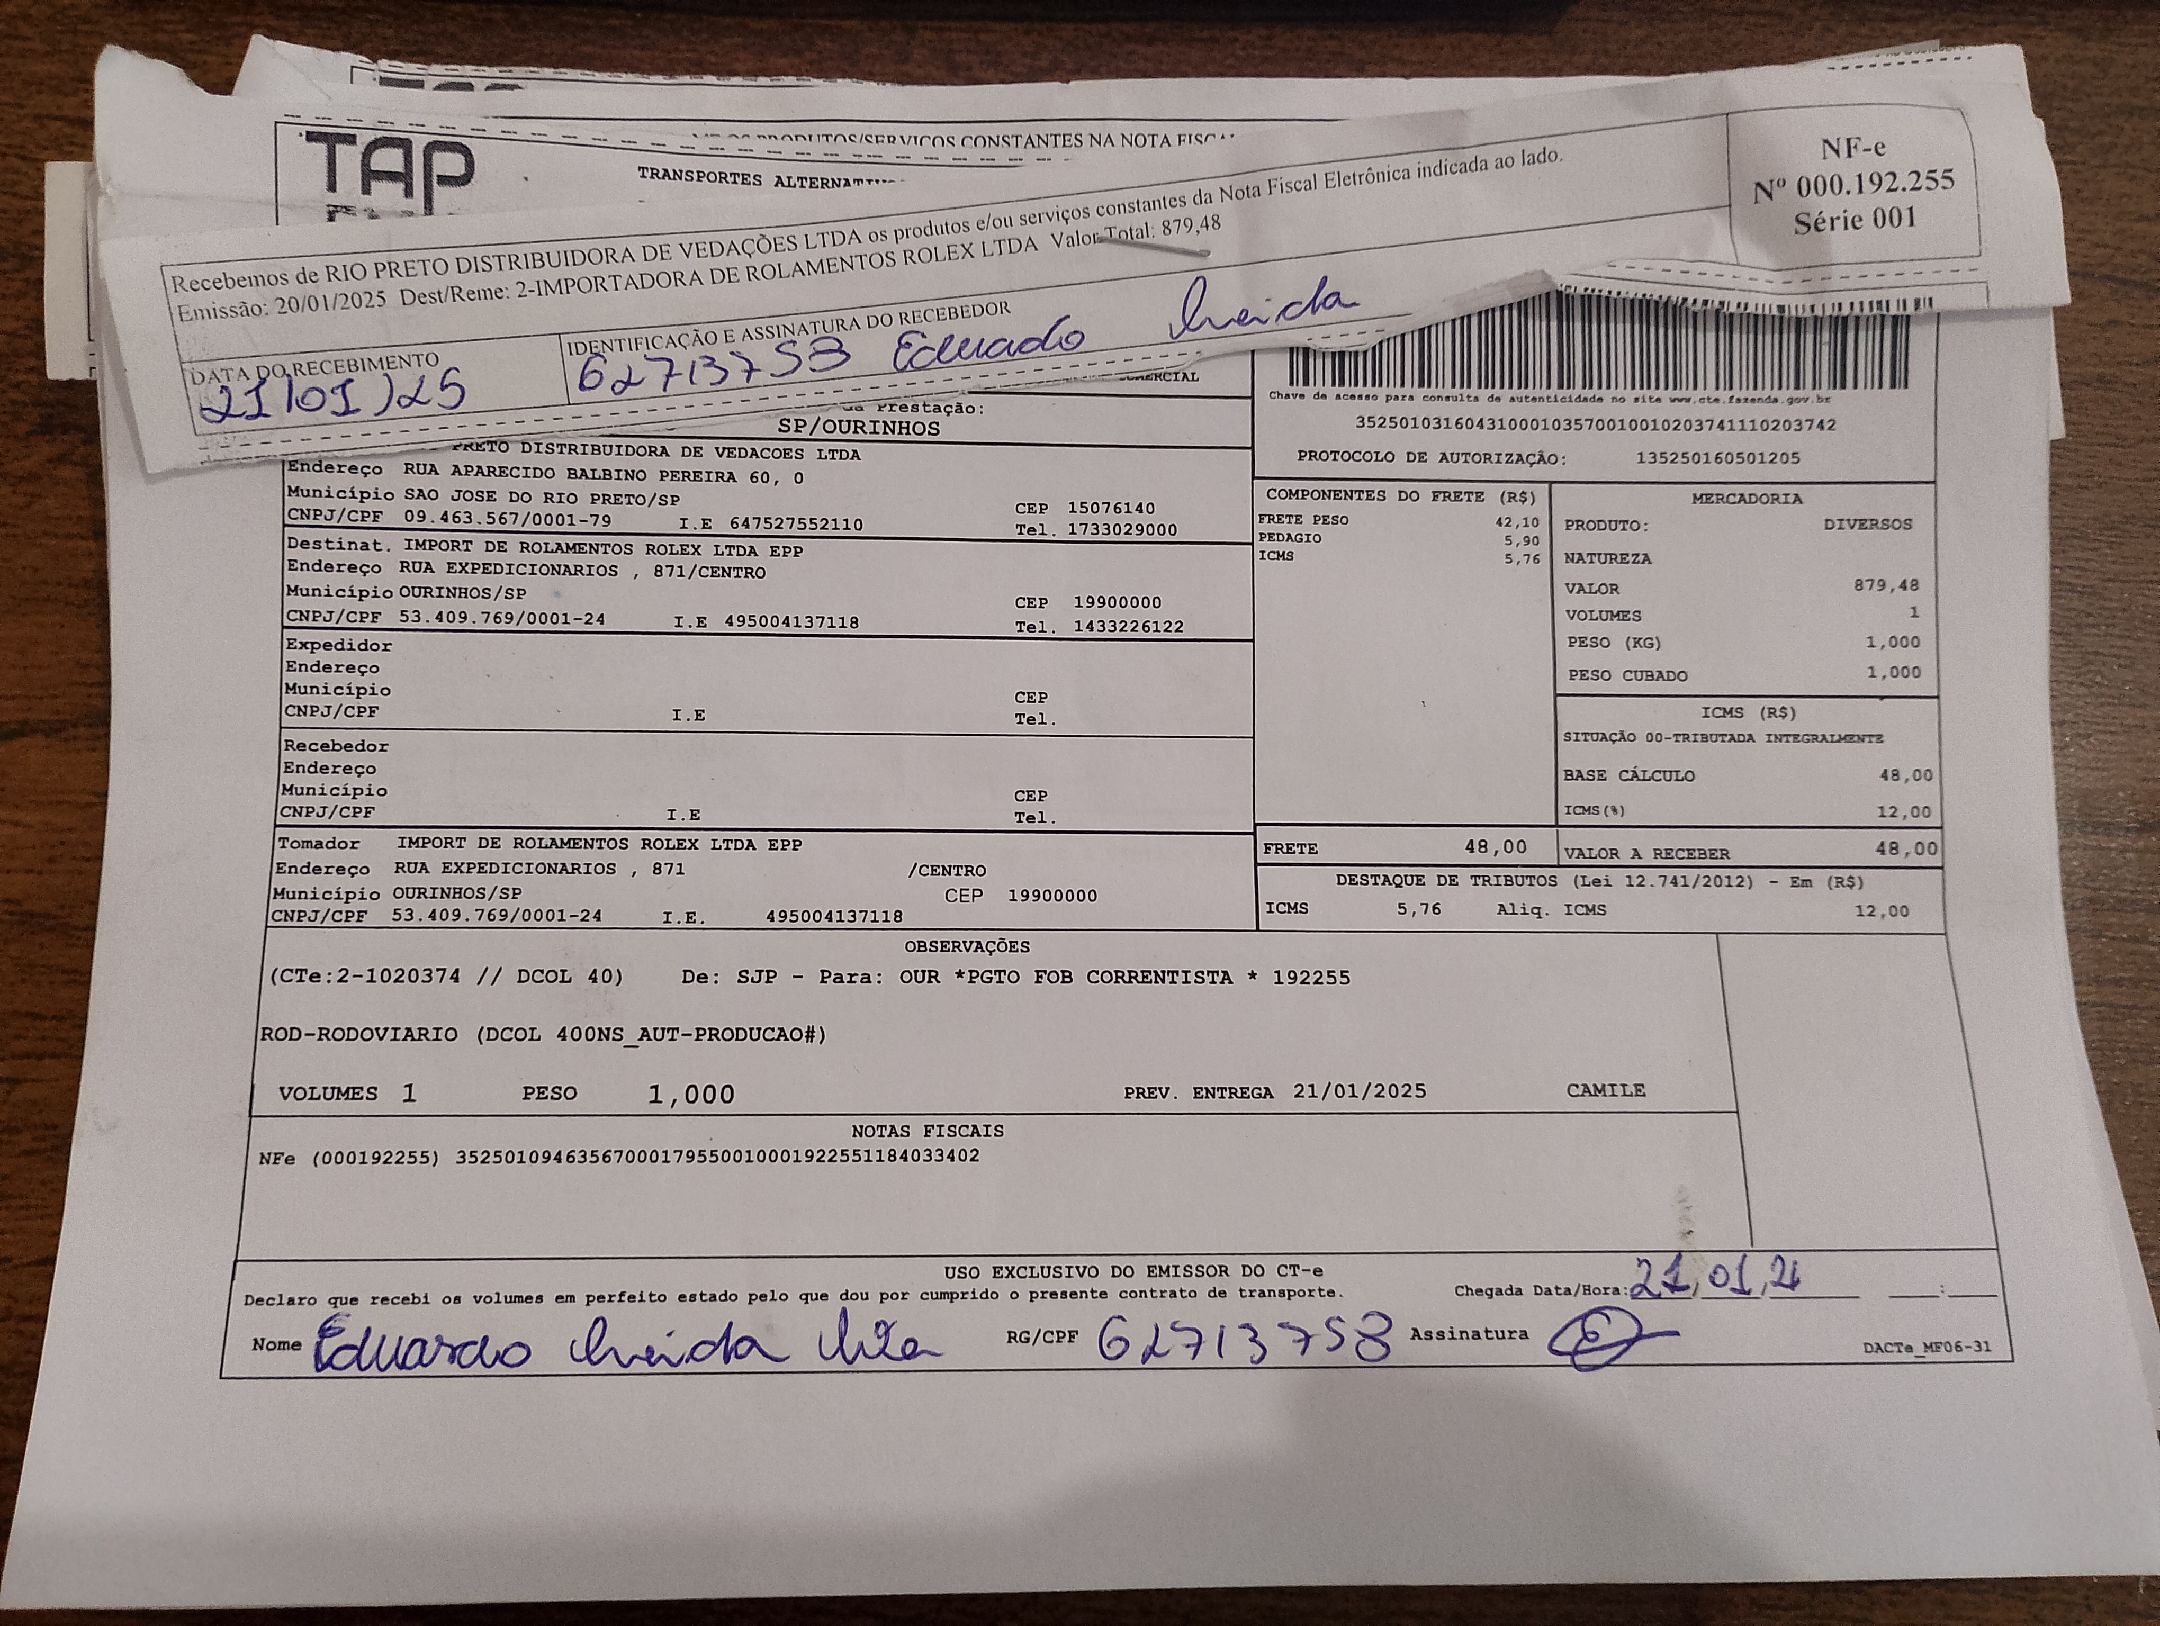 TAP
TRANSPORTES
PRODUTOS/SERVIÇOS CONSTANTES NA NOTA
Recebemos de RIO PRETO DISTRIBUIDORA DE VEDAÇÕES LTDA os produtos e/ou serviços constantes da Nota Fiscal Eletrônica indicada ao lado.
Emissão: 20/01/2025 Dest/Reme: 2-IMPORTADORA DE ROLAMENTOS ROLEX LTDA Valor Total: 879,48
NF-e
Nº 000.192.255
Série 001
DATA DO RECEBIMENTO
21/01/25
IDENTIFICAÇÃO E ASSINATURA DO RECEBEDOR
62713758 Eduardo
Prestação:
SP/OURINHOS
Chave de acesso para consulta de autenticidade no site www.cte.fazenda.gov.br
35250103160431000103570010010203741110203742
PROTOCOLO DE AUTORIZAÇÃO: 135250160501205
PRETO DISTRIBUIDORA DE VEDACOES LTDA
Endereço RUA APARECIDO BALBINO PEREIRA 60, 0
Município SAO JOSE DO RIO PRETO/SP CEP 15076140
CNPJ/CPF 09.463.567/0001-79 I.E 647527552110 Tel. 1733029000
Destinat. IMPORT DE ROLAMENTOS ROLEX LTDA EPP
Endereço RUA EXPEDICIONARIOS , 871/CENTRO
Município OURINHOS/SP CEP 19900000
CNPJ/CPF 53.409.769/0001-24 I.E 495004137118 Tel. 1433226122
Expedidor
Endereço
Município CEP
CNPJ/CPF I.E Tel.
Recebedor
Endereço
Município CEP
CNPJ/CPF I.E Tel.
Tomador IMPORT DE ROLAMENTOS ROLEX LTDA EPP
Endereço RUA EXPEDICIONARIOS , 871 /CENTRO
Município OURINHOS/SP CEP 19900000
CNPJ/CPF 53.409.769/0001-24 I.E. 495004137118
COMPONENTES DO FRETE (R$)
FRETE PESO 42,10
PEDAGIO 5,90
ICMS 5,76
MERCADORIA
PRODUTO: DIVERSOS
NATUREZA
VALOR 879,48
VOLUMES 1
PESO (KG) 1,000
PESO CUBADO 1,000
ICMS (R$)
SITUAÇÃO 00-TRIBUTADA INTEGRALMENTE
BASE CÁLCULO 48,00
ICMS(%) 12,00
FRETE 48,00 VALOR A RECEBER 48,00
DESTAQUE DE TRIBUTOS (Lei 12.741/2012) - Em (R$)
ICMS 5,76 Aliq. ICMS 12,00
OBSERVAÇÕES
(CTe:2-1020374 // DCOL 40) De: SJP - Para: OUR *PGTO FOB CORRENTISTA * 192255
ROD-RODOVIARIO (DCOL 400NS_AUT-PRODUCAO#)
VOLUMES 1 PESO 1,000 PREV. ENTREGA 21/01/2025 CAMILE
NOTAS FISCAIS
NFe (000192255) 35250109463567000179550010001922551184033402
USO EXCLUSIVO DO EMISSOR DO CT-e
Declaro que recebi os volumes em perfeito estado pelo que dou por cumprido o presente contrato de transporte.
Chegada Data/Hora: 21,01,2
Nome Eduardo RG/CPF 62713758 Assinatura
DACTe_MF06-31